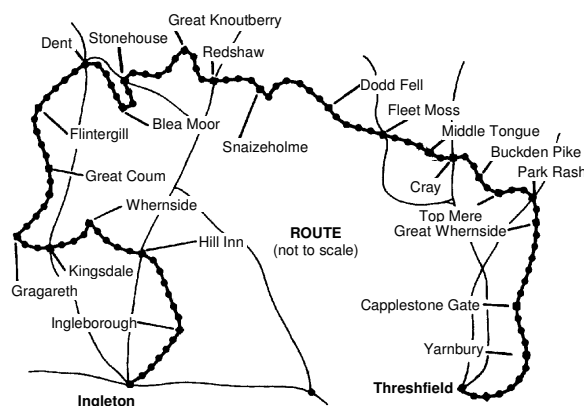 Great Knoutberry
Stonehouse
Dent
Redshaw
Dodd Fell
Fleet Moss
Flintergill
Blea Moor
Middle Tongue
Snaizeholme
Buckden Pike
Park Rash
Great Coum
Cray
Whernside
Top Mere
ROUTE
Great Whernside
(not to scale)
Hill Inn
Kingsdale
Gragareth
Capplestone Gate
Ingleborough
Yarnbury
Threshfield
Ingleton